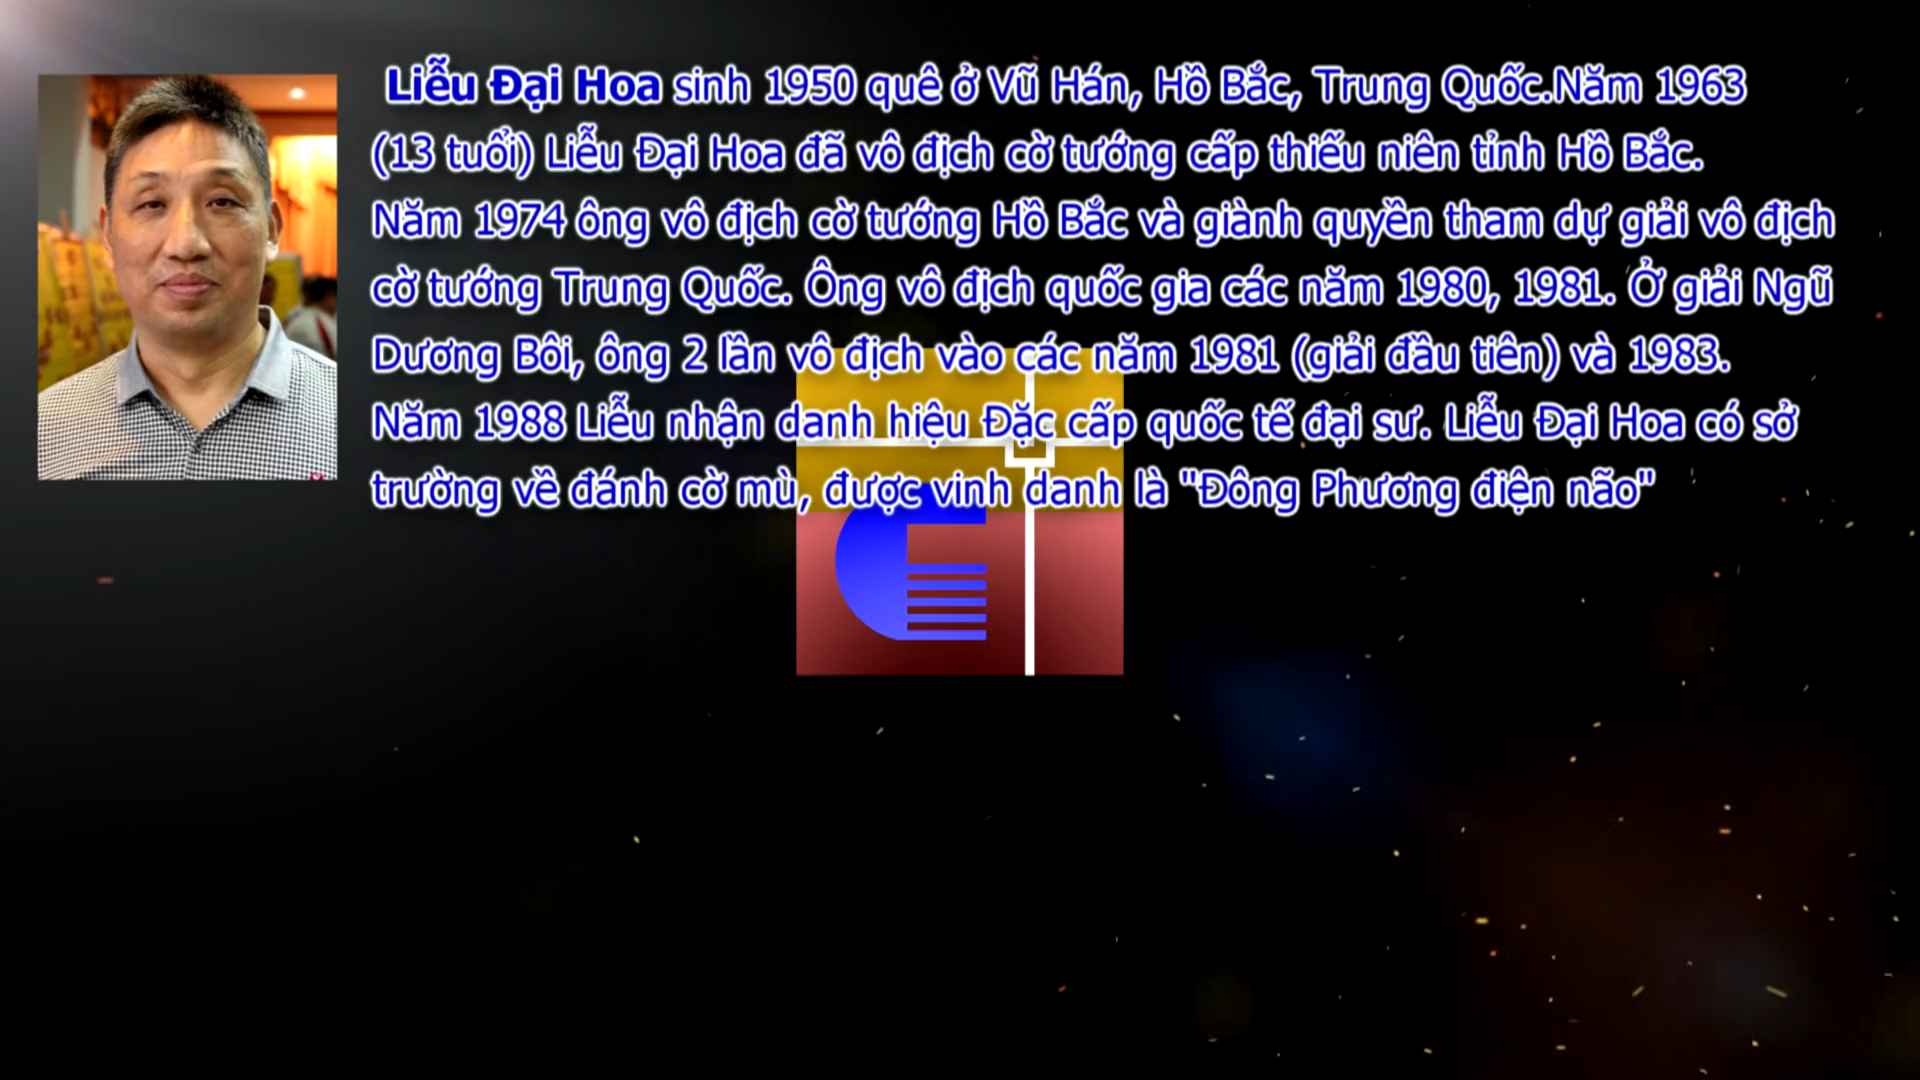 Liễu Đại Hoa sinh 1950 quê ở Vũ Hán, Hồ Bắc, Trung Quốc.Năm 1963
(13 tuổi) Liễu Đại Hoa đã vô địch cờ tướng cấp thiếu niên tỉnh Hồ Bắc.
Năm 1974 ông vô địch cờ tướng Hồ Bắc và giành quyền tham dự giải vô địch
cờ tướng Trung Quốc. Ông vô địch quốc gia các năm 1980, 1981. Ở giải Ngũ
Dương Bôi, ông 2 lần vô địch vào các năm 1981 (giải đầu tiên) và 1983.
Năm 1988 Liễu nhận danh hiệu Đặc cấp quốc tế đại sư. Liễu Đại Hoa có sở
trường về đánh cờ mù, được vinh danh là "Đông Phương điện não"